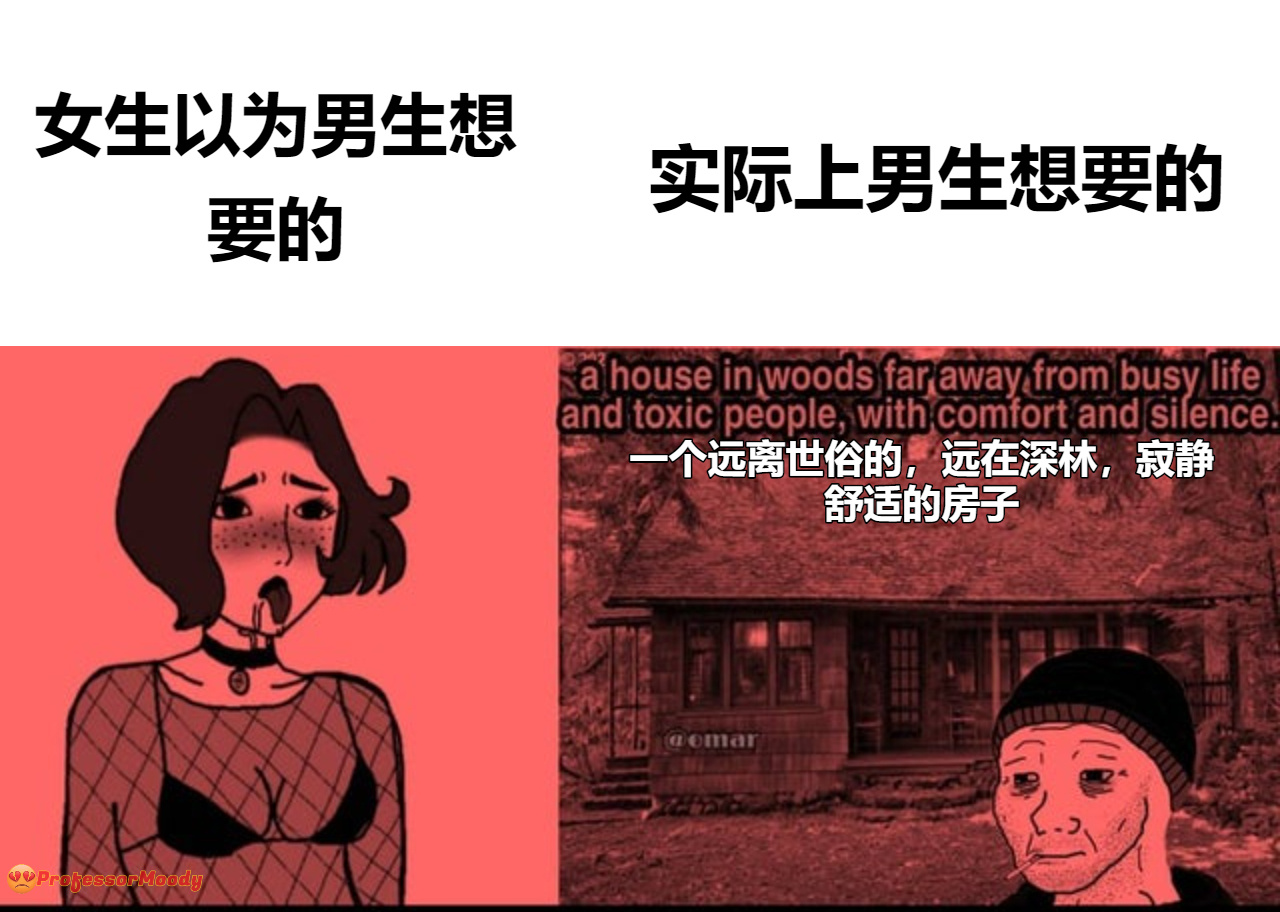 女生以为男生想
要的
实际上男生想要的
a house in woods far away from busy life
and toxic people, with comfort and silence.
一个远离世俗的，远在深林，寂静
舒适的房子
@omar
ProfessorMoody